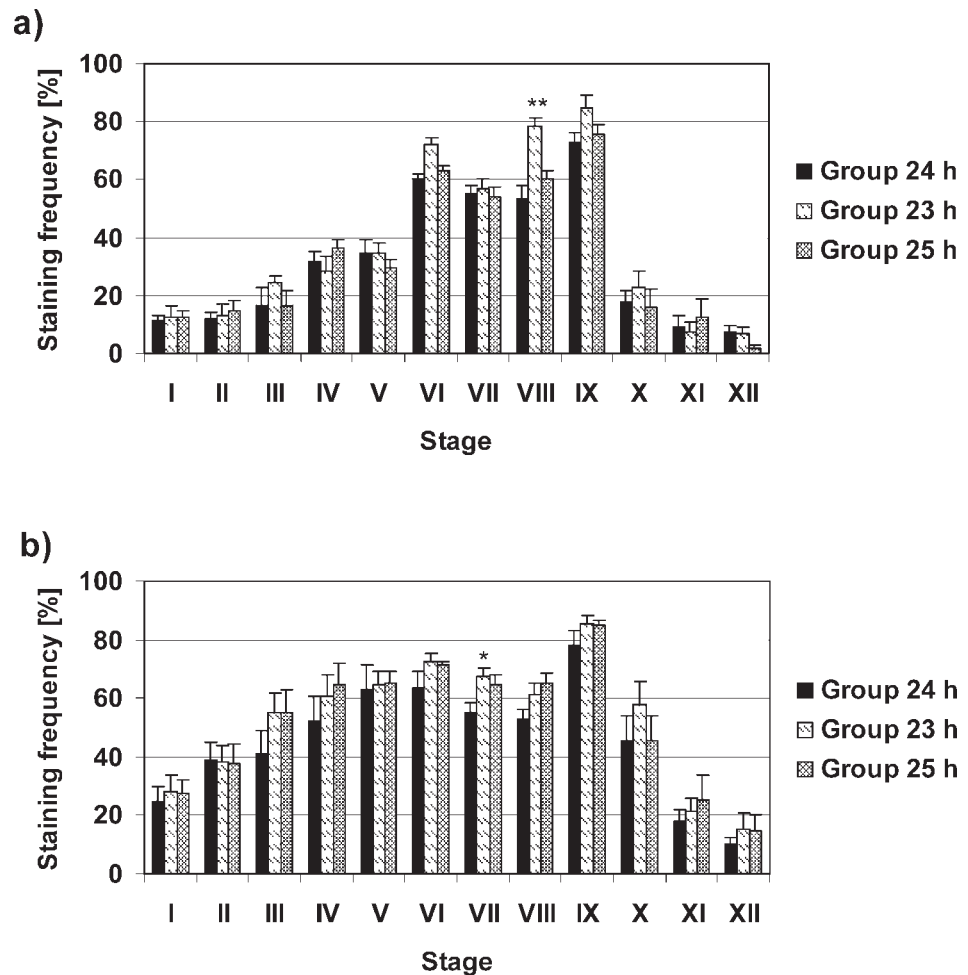 a)
Staining frequency [%]
100
80
60
40
20
0
**
I II III IV V VI VII VIII IX X XI XII
Stage
Group 24 h
Group 23 h
Group 25 h
b)
Staining frequency [%]
100
80
60
40
20
0
*
I II III IV V VI VII VIII IX X XI XII
Stage
Group 24 h
Group 23 h
Group 25 h